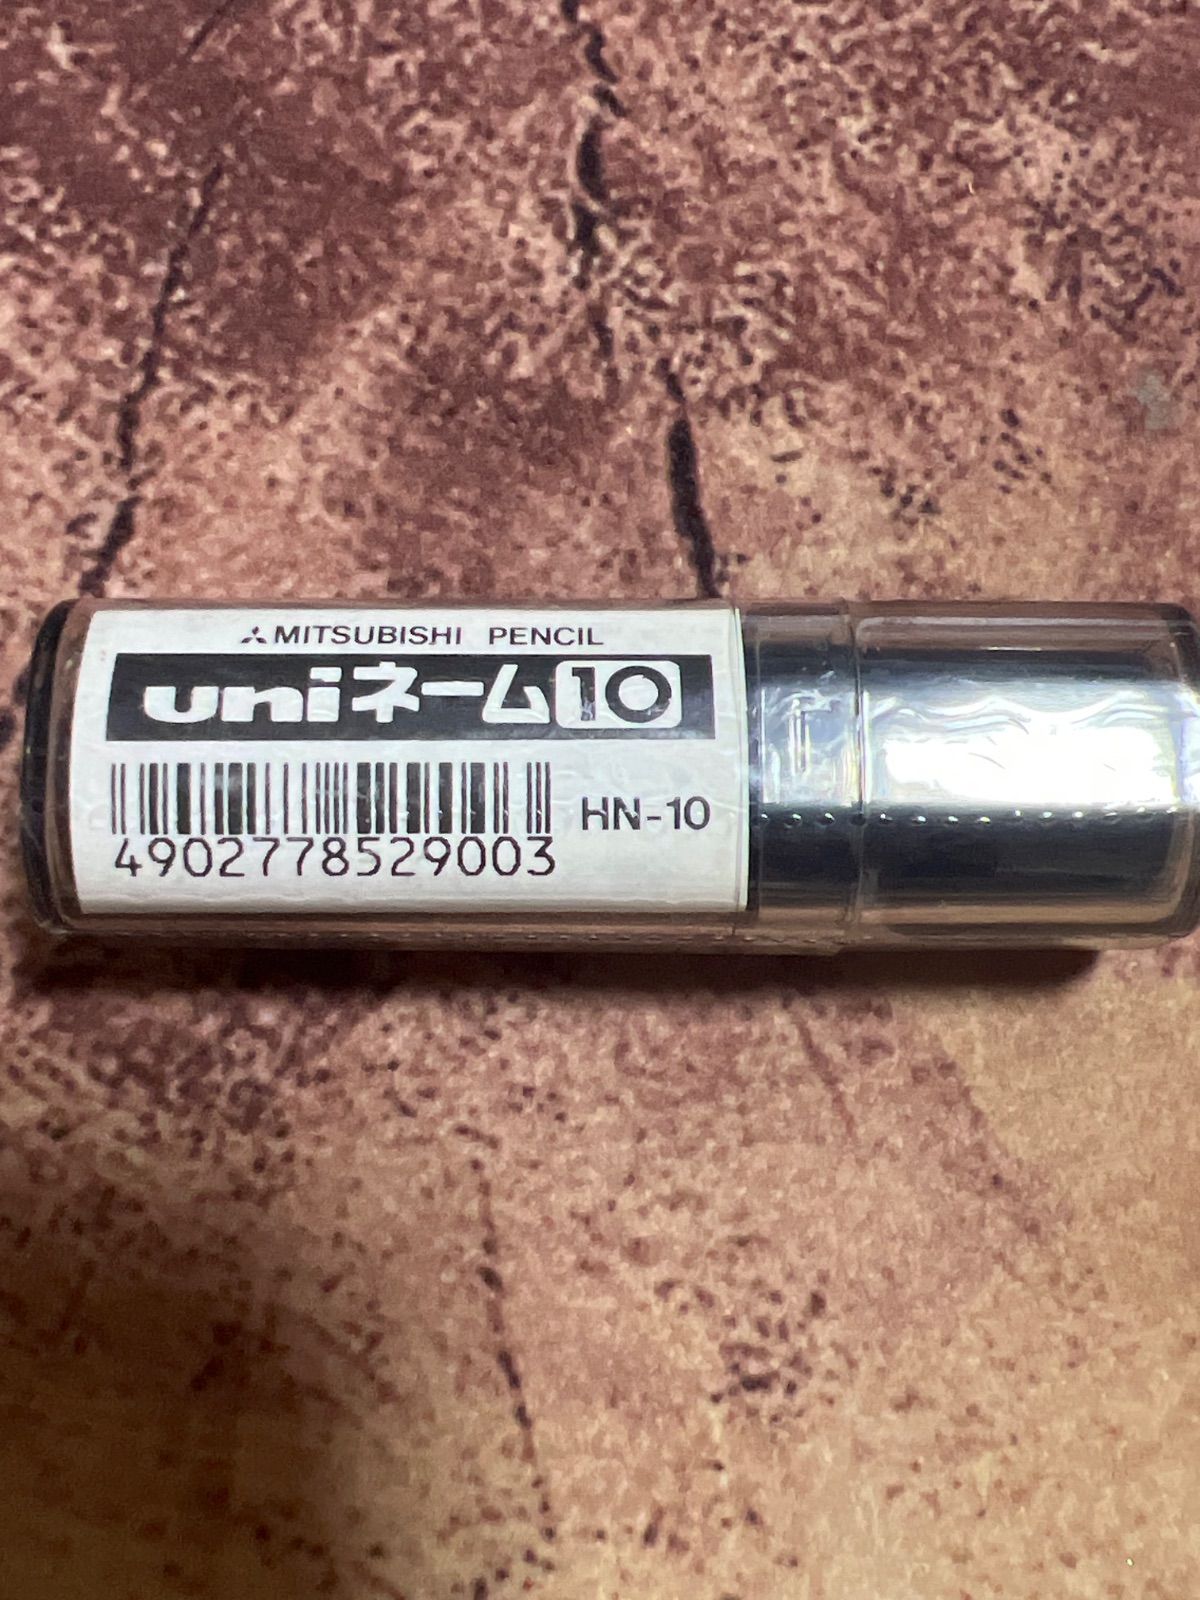 MITSUBISHI PENCIL
uniネーム10
HN-10
4902778529003